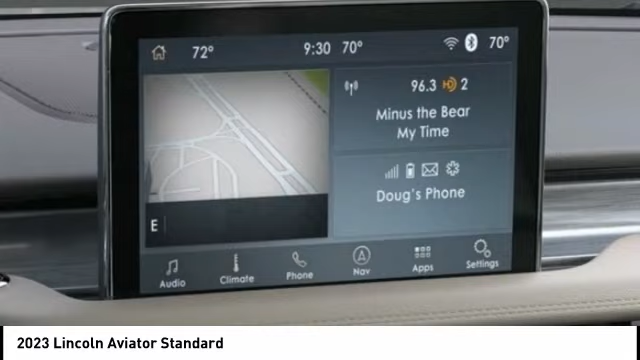 72° 9:30 70° 70°
96.3 HD 2
Minus the Bear
My Time
Doug's Phone
E
Audio Climate Phone Nav Apps Settings
2023 Lincoln Aviator Standard